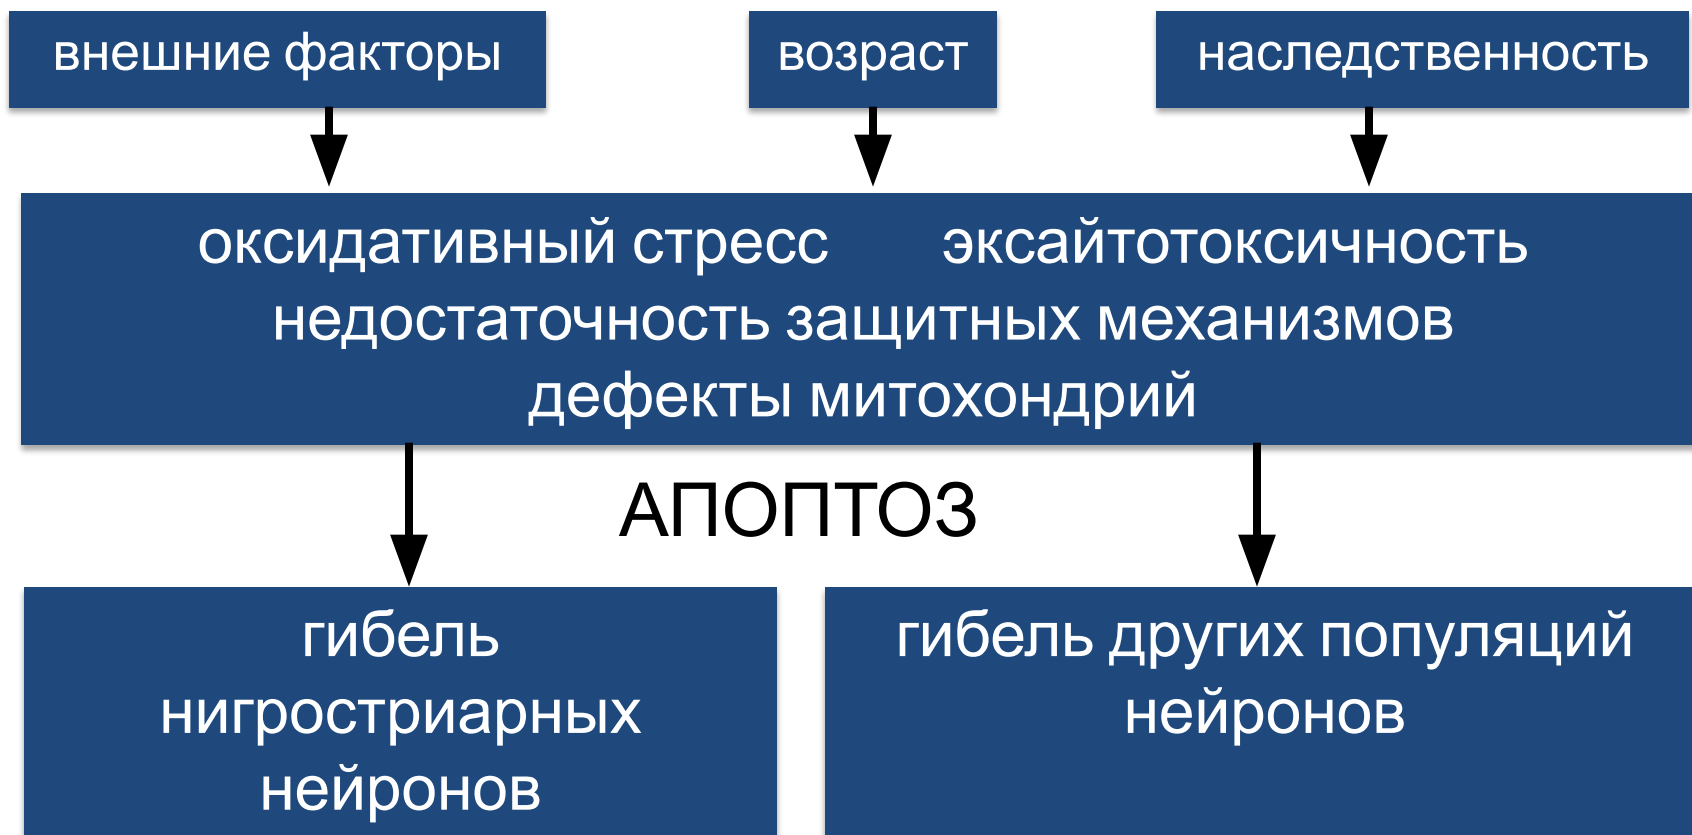 внешние факторы
возраст
наследственность
оксидативный стресс эксайтотоксичность
недостаточность защитных механизмов
дефекты митохондрий
АПОПТОЗ
гибель
нигростриарных
нейронов
гибель других популяций
нейронов